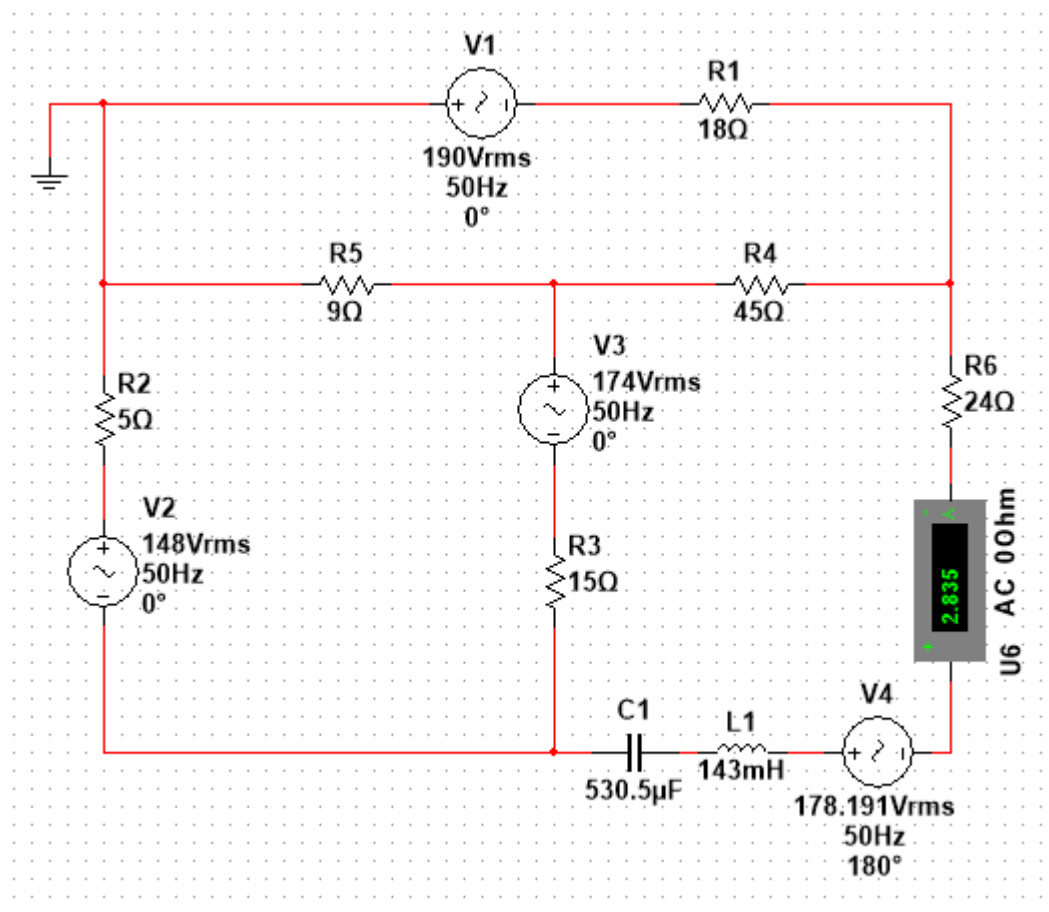 V1
190Vrms
50Hz
0°
R1
18Ω
R5
9Ω
R4
45Ω
R2
5Ω
V3
174Vrms
50Hz
0°
R6
24Ω
V2
148Vrms
50Hz
0°
R3
15Ω
- A
2.835
+
U6 AC 0Ohm
C1
530.5µF
L1
143mH
V4
178.191Vrms
50Hz
180°